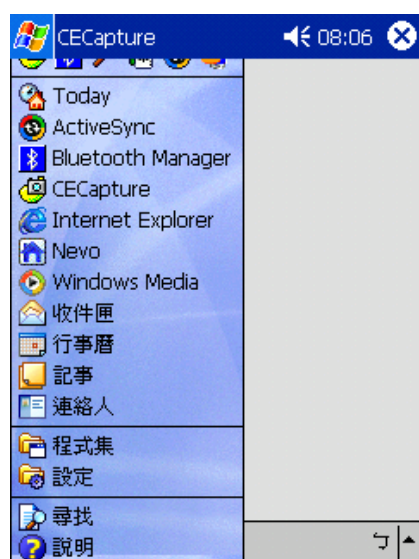 CECapture 08:06
Today
ActiveSync
Bluetooth Manager
CECapture
Internet Explorer
Nevo
Windows Media
收件匣
行事曆
記事
連絡人
程式集
設定
尋找
說明
ㄅ